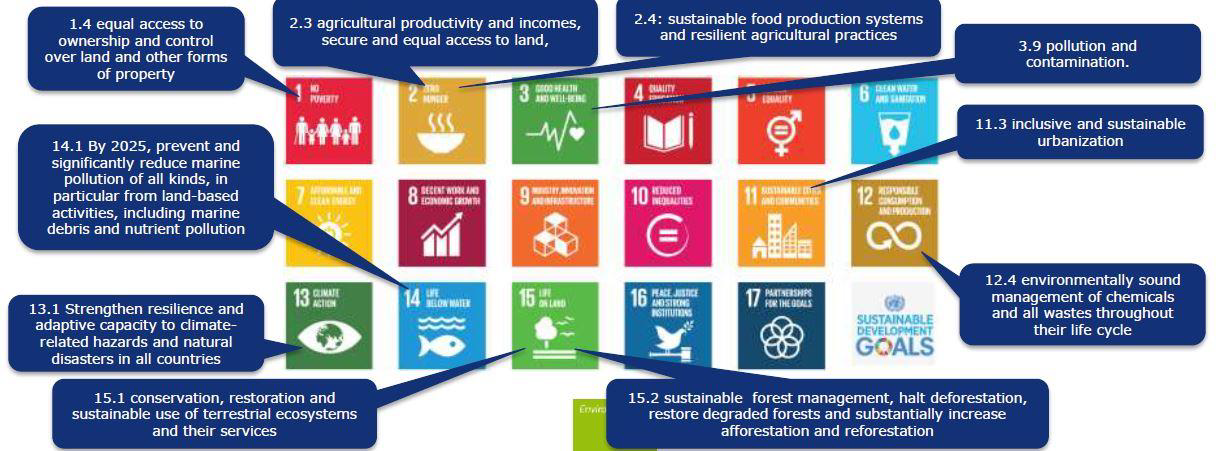 1.4 equal access to
ownership and control
over land and other forms
of property
2.3 agricultural productivity and incomes,
secure and equal access to land,
2.4: sustainable food production systems
and resilient agricultural practices
3.9 pollution and
contamination.
11.3 inclusive and sustainable
urbanization
14.1 By 2025, prevent and
significantly reduce marine
pollution of all kinds, in
particular from land-based
activities, including marine
debris and nutrient pollution
1 NO
POVERTY
2
HUNGER
3 GOOD HEALTH
AND WELL-BEING
4 QUALITY
5
EQUALITY
6 CLEAN WATER
AND SANITATION
7 AFFORDABLE AND
CLEAN ENERGY
8 DECENT WORK AND
ECONOMIC GROWTH
9 INDUSTRY, INNOVATION
AND INFRASTRUCTURE
10 REDUCED
INEQUALITIES
11 SUSTAINABLE CITIES
AND COMMUNITIES
12 RESPONSIBLE
CONSUMPTION
AND PRODUCTION
13 CLIMATE
ACTION
14 LIFE
BELOW WATER
15 LIFE
ON LAND
16 PEACE, JUSTICE
AND STRONG
INSTITUTIONS
17 PARTNERSHIPS
FOR THE GOALS
SUSTAINABLE
DEVELOPMENT
GOALS
12.4 environmentally sound
management of chemicals
and all wastes throughout
their life cycle
13.1 Strengthen resilience and
adaptive capacity to climate-
related hazards and natural
disasters in all countries
15.1 conservation, restoration and
sustainable use of terrestrial ecosystems
and their services
15.2 sustainable forest management, halt deforestation,
restore degraded forests and substantially increase
afforestation and reforestation
Enviro